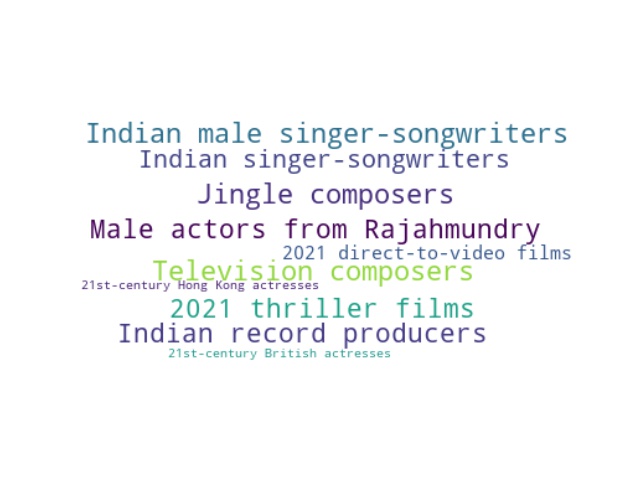 Indian male singer-songwriters
Indian singer-songwriters
Jingle composers
Male actors from Rajahmundry
2021 direct-to-video films
Television composers
21st-century Hong Kong actresses
2021 thriller films
Indian record producers
21st-century British actresses